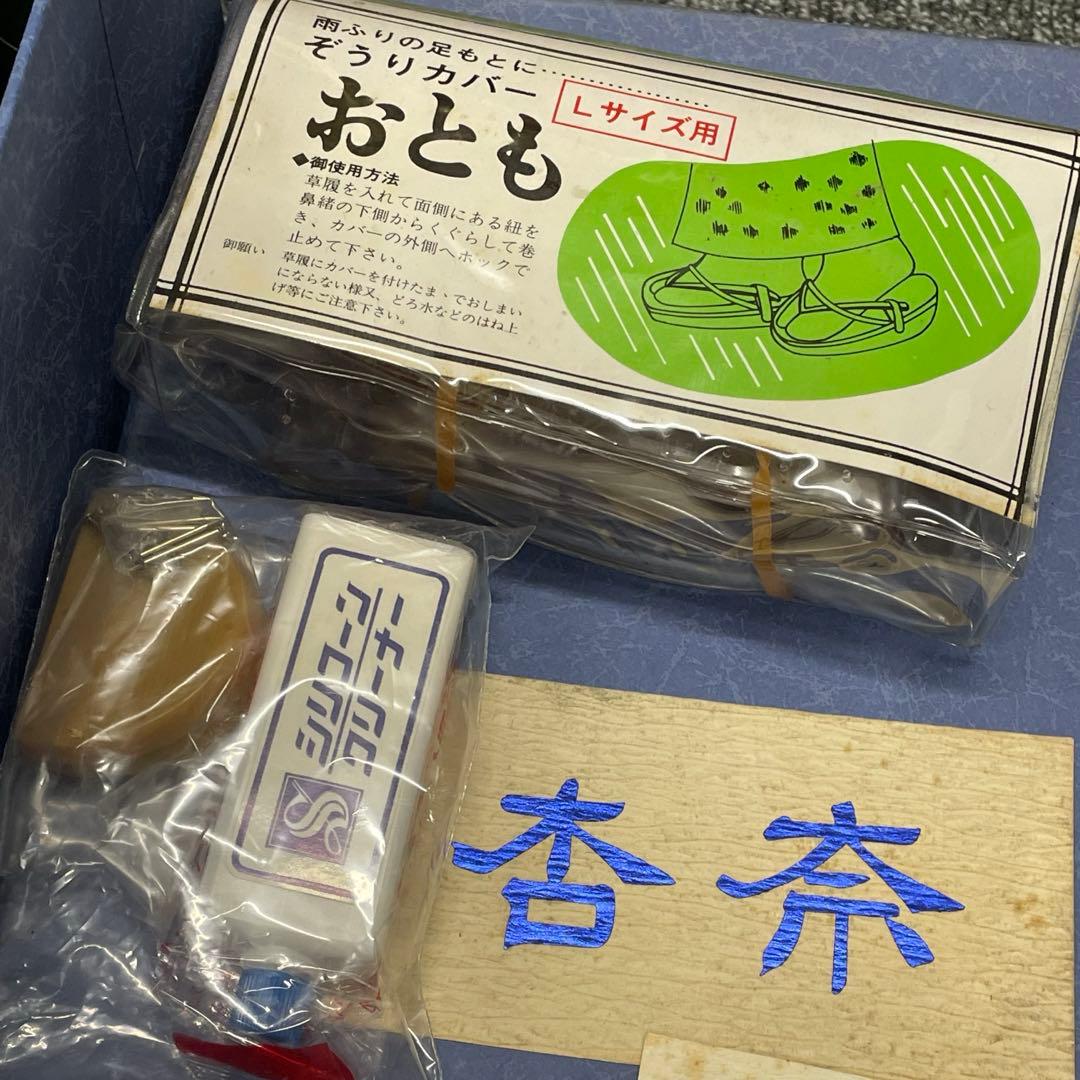 雨ふりの足もとに‥‥‥‥‥‥
ぞうりカバー
おとも
Lサイズ用
◆御使用方法
草履を入れて面側にある紐を
鼻緒の下側からくぐらして巻
き、カバーの外側へホックで
止めて下さい。
御願い 草履にカバーを付けたま、でおしまい
にならない様又、どろ水などのはね上
げ等にご注意下さい。
杏奈